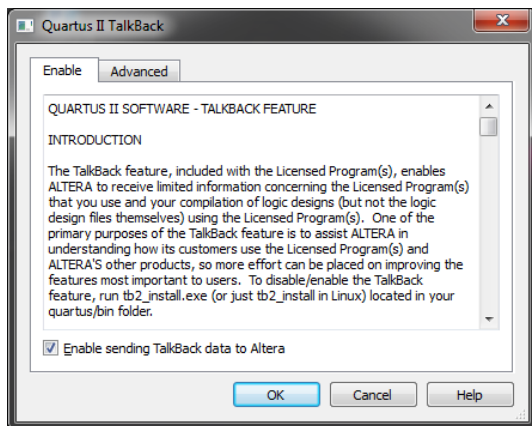 Quartus II TalkBack
Enable
Advanced
QUARTUS II SOFTWARE - TALKBACK FEATURE
INTRODUCTION
The TalkBack feature, included with the Licensed Program(s), enables
ALTERA to receive limited information concerning the Licensed Program(s)
that you use and your compilation of logic designs (but not the logic
design files themselves) using the Licensed Program(s). One of the
primary purposes of the TalkBack feature is to assist ALTERA in
understanding how its customers use the Licensed Program(s) and
ALTERA'S other products, so more effort can be placed on improving the
features most important to users. To disable/enable the TalkBack
feature, run tb2_install.exe (or just tb2_install in Linux) located in your
quartus/bin folder.
Enable sending TalkBack data to Altera
OK
Cancel
Help